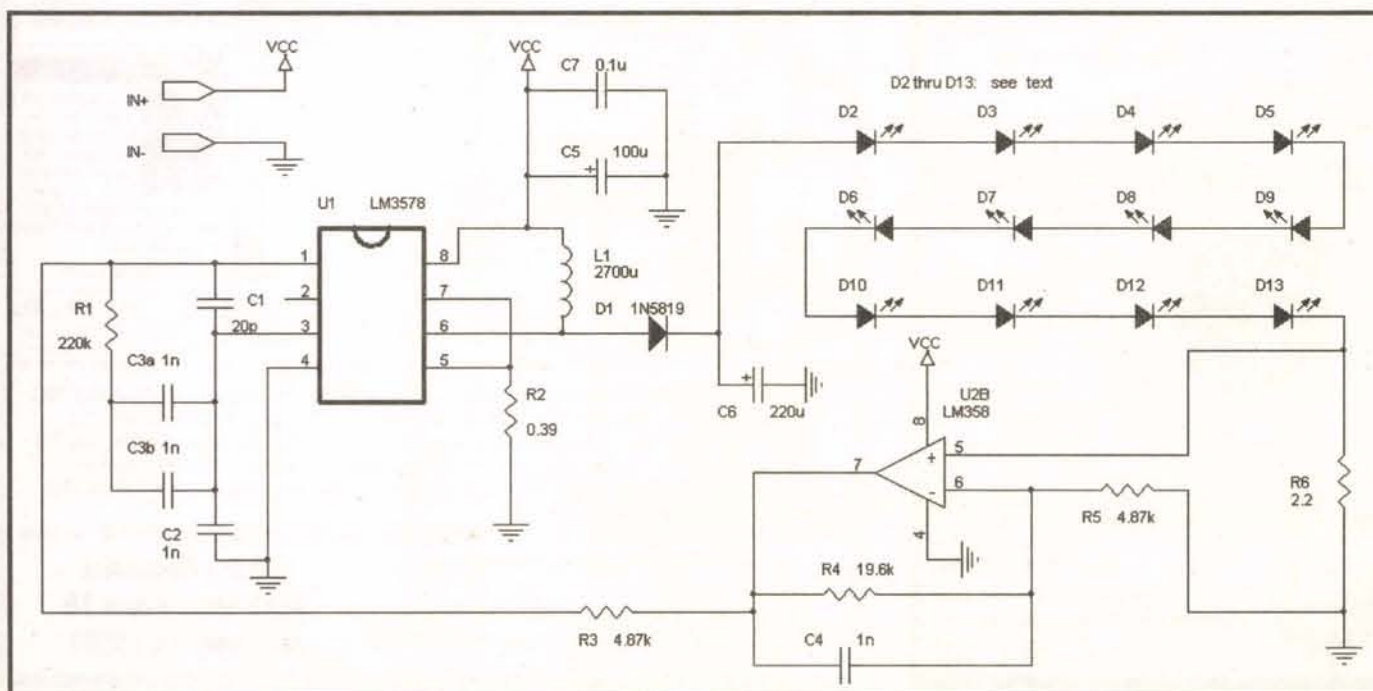 VCC
IN+
IN-
VCC
C7 0.1u
C5 100u
+
D2 thru D13: see text
D2
D3
D4
D5
D6
D7
D8
D9
D10
D11
D12
D13
U1 LM3578
1
2
3
4
8
7
6
5
L1
2700u
D1 1N5819
R1
220k
C1
20p
C3a 1n
C3b 1n
C2
1n
R2
0.39
+
C6 220u
VCC
U2B
LM358
8
5
+
6
-
7
4
R5 4.87k
R6
2.2
R4 19.6k
R3 4.87k
C4 1n